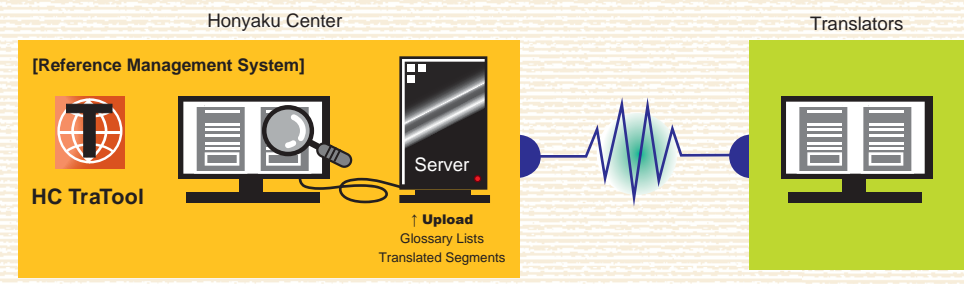 Honyaku Center
Translators
[Reference Management System]
T
HC TraTool
Server
↑ Upload
Glossary Lists
Translated Segments